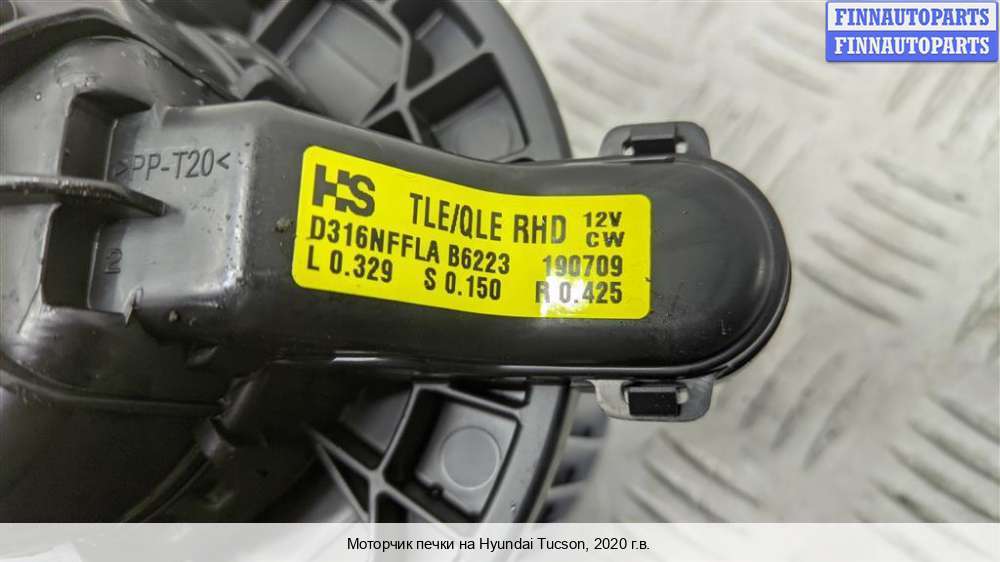 FINNAUTOPARTS
FINNAUTOPARTS
>PP-T20<
HS TLE/QLE RHD 12V CW
D316NFFLA B6223 190709
L 0.329 S 0.150 R 0.425
2
Моторчик печки на Hyundai Tucson, 2020 г.в.